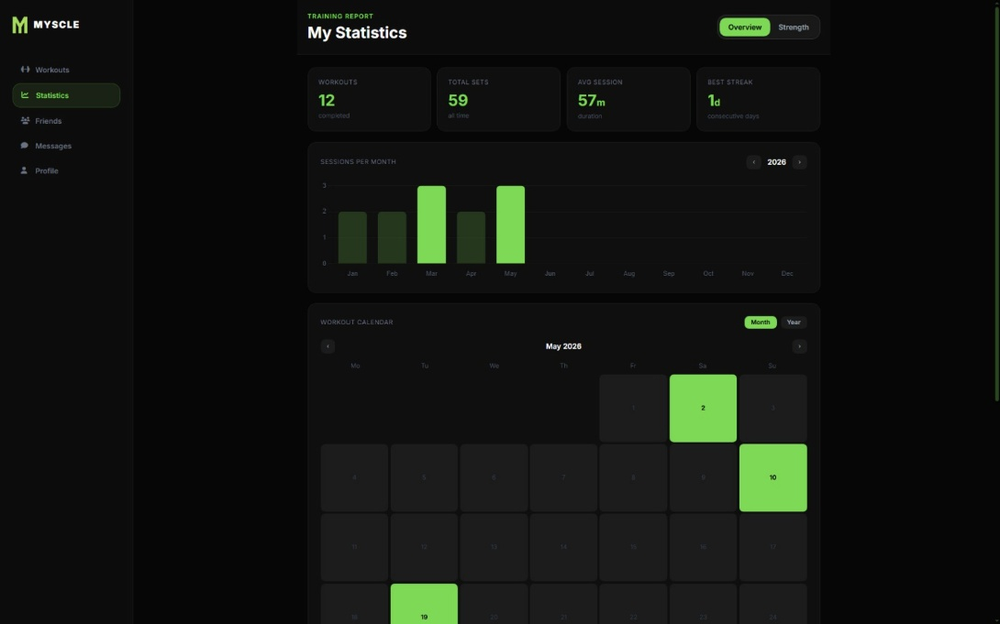 MYSCLE
Workouts
Statistics
Friends
Messages
Profile
TRAINING REPORT
My Statistics
Overview Strength
WORKOUTS
12
completed
TOTAL SETS
59
all time
AVG SESSION
57m
duration
BEST STREAK
1d
consecutive days
SESSIONS PER MONTH
‹ 2026 ›
3
2
1
0
Jan Feb Mar Apr May Jun Jul Aug Sep Oct Nov Dec
WORKOUT CALENDAR
Month Year
‹ May 2026 ›
Mo Tu We Th Fr Sa Su
1 2 3
4 5 6 7 8 9 10
11 12 13 14 15 16 17
18 19 20 21 22 23 24